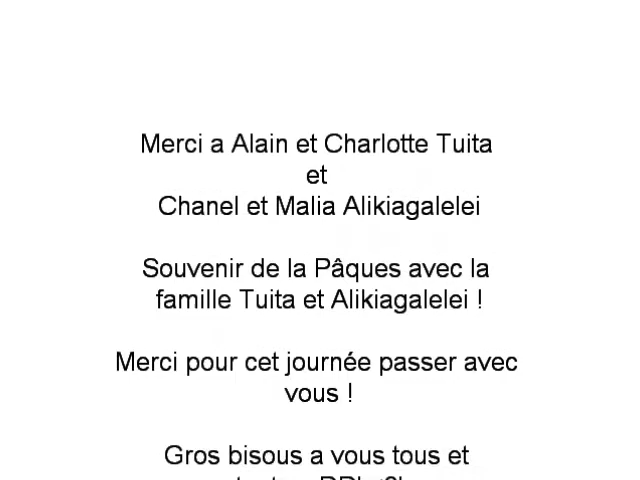 Merci a Alain et Charlotte Tuita
et
Chanel et Malia Alikiagalelei
Souvenir de la Pâques avec la
famille Tuita et Alikiagalelei !
Merci pour cet journée passer avec
vous !
Gros bisous a vous tous et